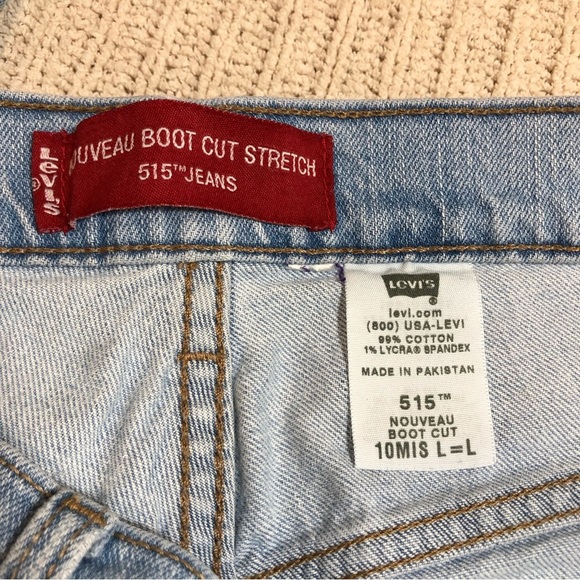 LEVI'S
®
OUVEAU BOOT CUT STRETCH
515™ JEANS
LEVI'S
®
levi.com
(800) USA-LEVI
99% COTTON
1% LYCRA® SPANDEX
MADE IN PAKISTAN
515™
NOUVEAU
BOOT CUT
10MIS L=L